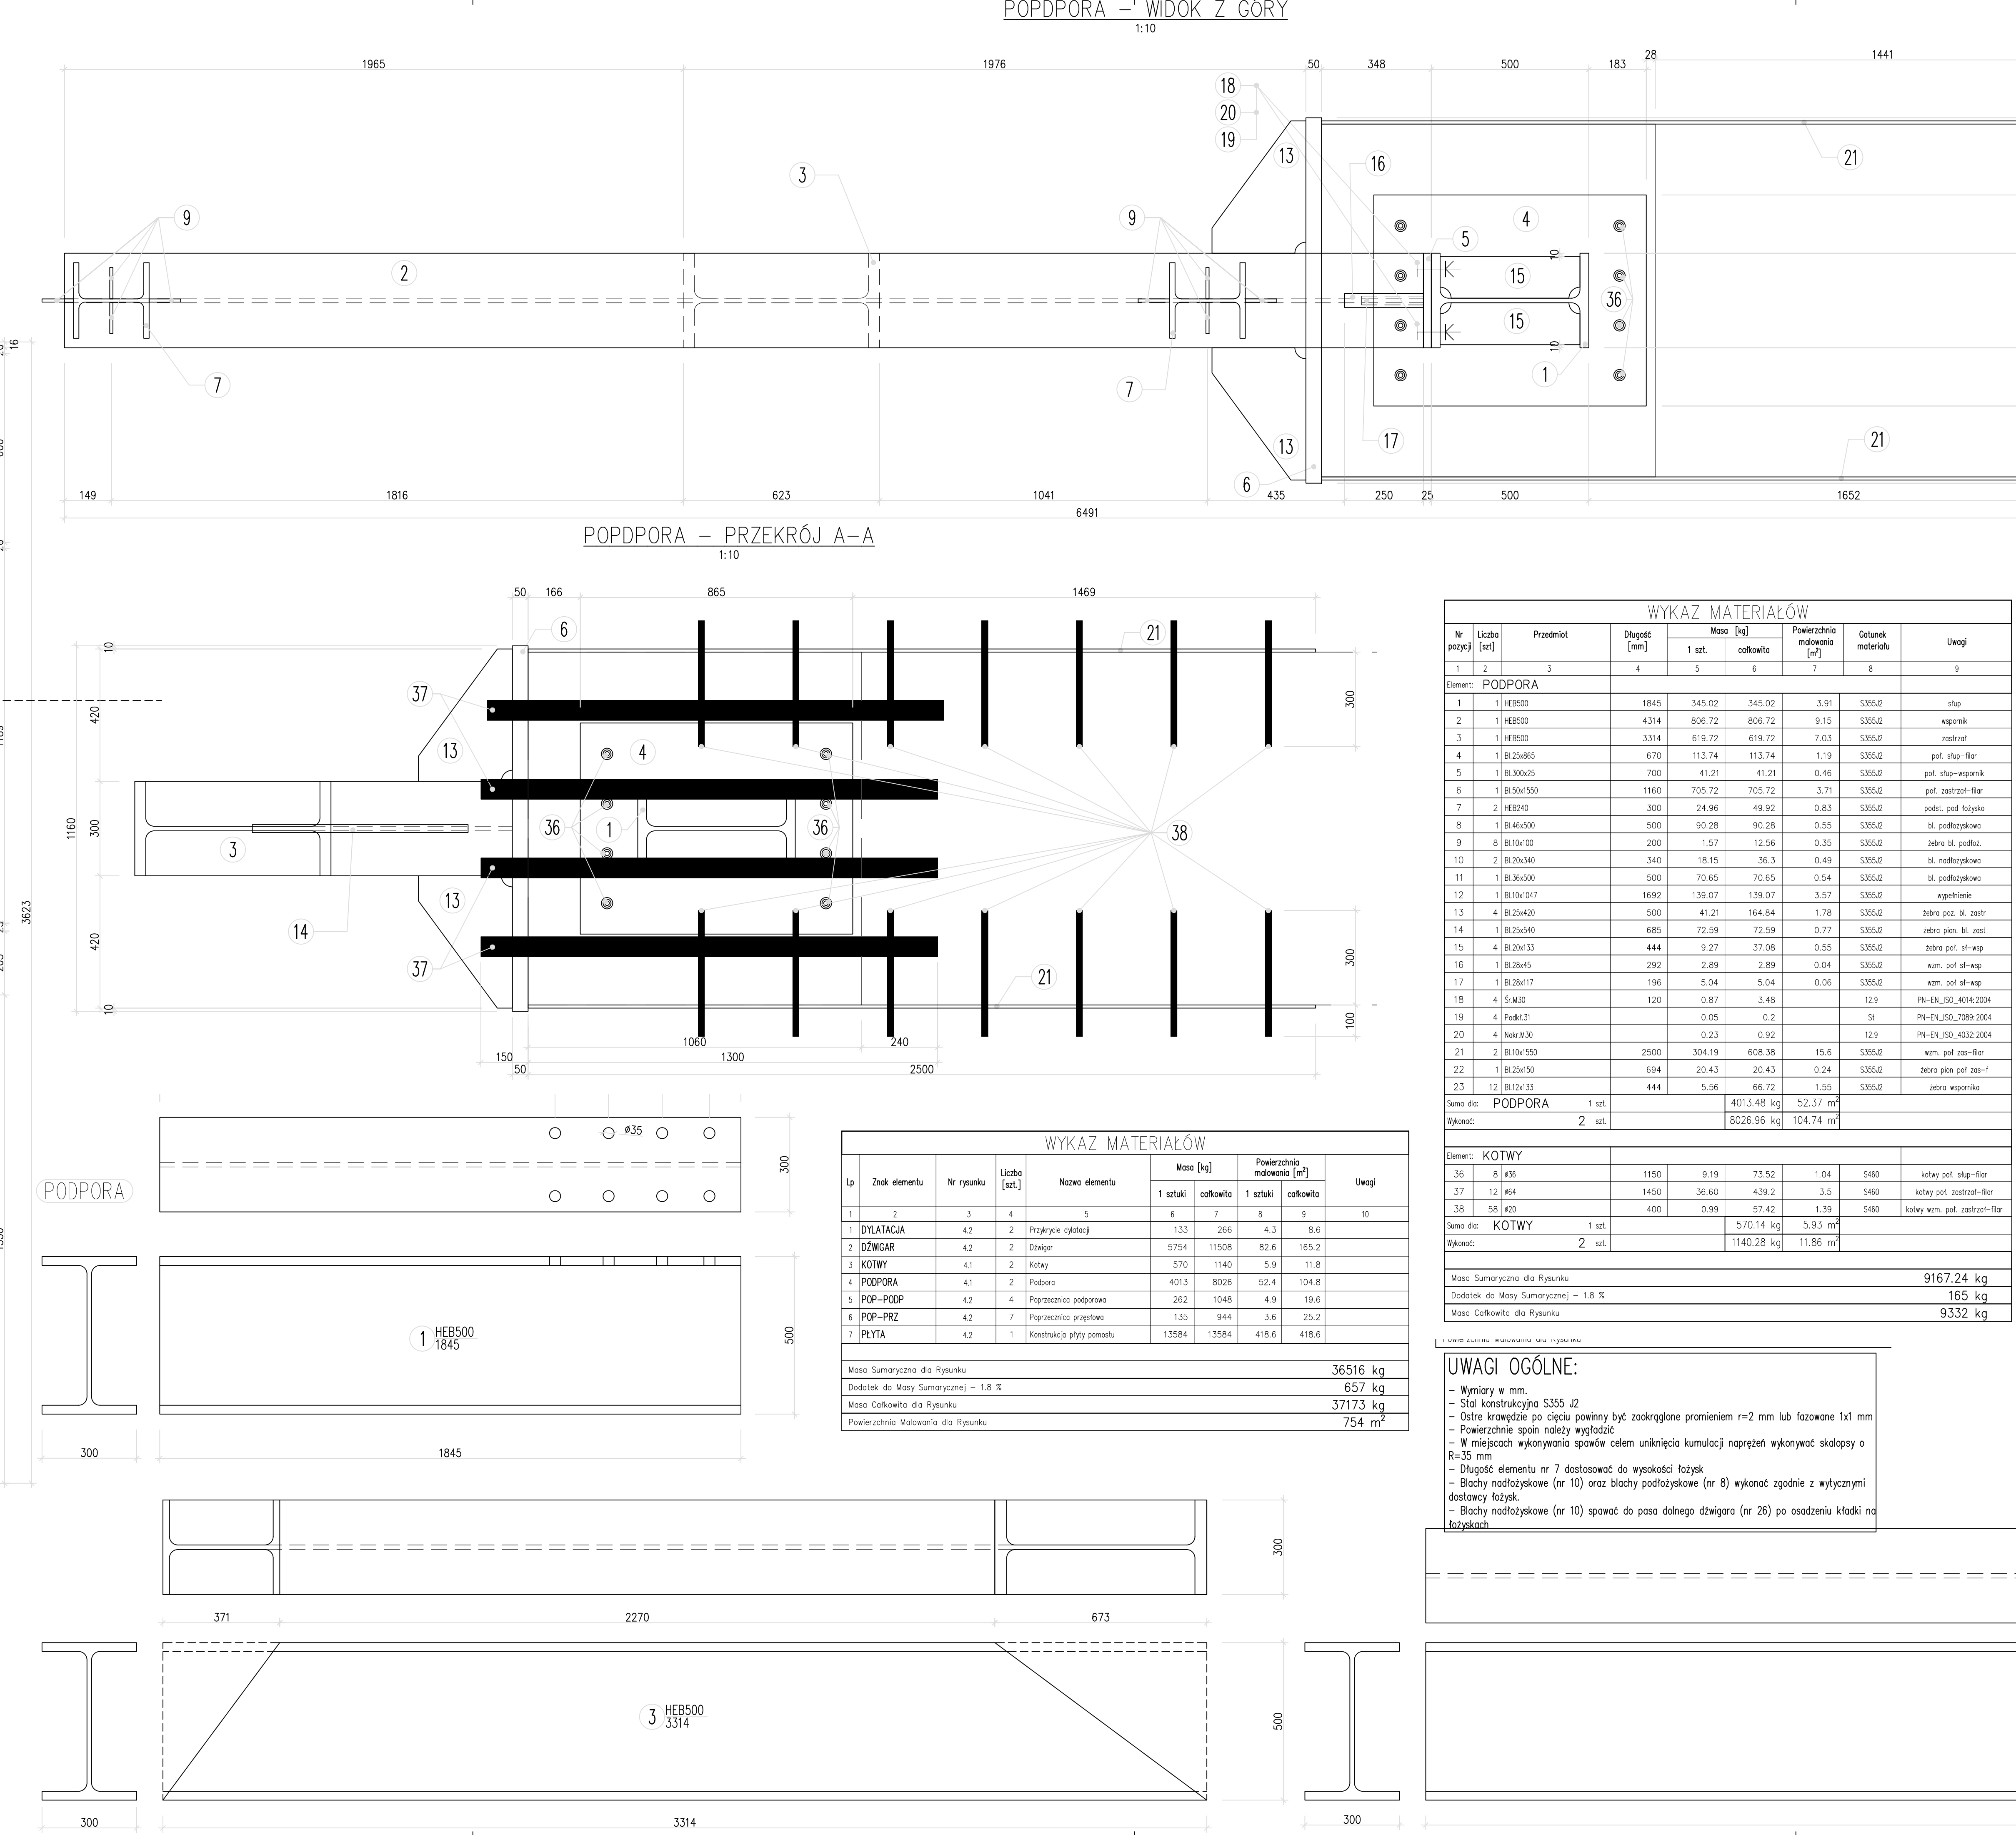 POPDPORA – WIDOK Z GÓRY
1:10
1965 1976 50 348 500 183 28 1441
18
20
19
13 16 21
3
9 9 4
5
2 15
10
36
15
10
16
7 7 1
13 17 21
6
149 1816 623 1041 435 250 25 500 1652
6491
POPDPORA – PRZEKRÓJ A-A
1:10
50 166 865 1469
6 21
10
37 300
420
13 4
1160 300 36 1 36 38
3
13
3623
14
420 300
37 21
10
100
1060 240
150 1300
50 2500
ø35
300
PODPORA
1 HEB500
1845
500
300 1845
300
371 2270 673
3 HEB500
3314
500
300 3314 300
WYKAZ MATERIAŁÓW
Lp Znak elementu Nr rysunku Liczba [szt.] Nazwa elementu Masa [kg] Powierzchnia malowania [m²] Uwagi
1 sztuki całkowita 1 sztuki całkowita
1 2 3 4 5 6 7 8 9 10
1 DYLATACJA 4.2 2 Przykrycie dylatacji 133 266 4.3 8.6
2 DŹWIGAR 4.2 2 Dźwigar 5754 11508 82.6 165.2
3 KOTWY 4.1 2 Kotwy 570 1140 5.9 11.8
4 PODPORA 4.1 2 Podpora 4013 8026 52.4 104.8
5 POP-PODP 4.2 4 Poprzecznica podporowa 262 1048 4.9 19.6
6 POP-PRZ 4.2 7 Poprzecznica przęsłowa 135 944 3.6 25.2
7 PŁYTA 4.2 1 Konstrukcja płyty pomostu 13584 13584 418.6 418.6
Masa Sumaryczna dla Rysunku 36516 kg
Dodatek do Masy Sumarycznej – 1.8 % 657 kg
Masa Całkowita dla Rysunku 37173 kg
Powierzchnia Malowania dla Rysunku 754 m²
WYKAZ MATERIAŁÓW
Nr pozycji Liczba [szt] Przedmiot Długość [mm] Masa [kg] Powierzchnia malowania [m²] Gatunek materiału Uwagi
1 szt. całkowita
1 2 3 4 5 6 7 8 9
Element: PODPORA
1 1 HEB500 1845 345.02 345.02 3.91 S355J2 słup
2 1 HEB500 4314 806.72 806.72 9.15 S355J2 wspornik
3 1 HEB500 3314 619.72 619.72 7.03 S355J2 zastrzał
4 1 Bl.25x865 670 113.74 113.74 1.19 S355J2 poł. słup-filar
5 1 Bl.300x25 700 41.21 41.21 0.46 S355J2 poł. słup-wspornik
6 1 Bl.50x1550 1160 705.72 705.72 3.71 S355J2 poł. zastrzał-filar
7 2 HEB240 300 24.96 49.92 0.83 S355J2 podst. pod łożysko
8 1 Bl.46x500 500 90.28 90.28 0.55 S355J2 bl. podłożyskowa
9 8 Bl.10x100 200 1.57 12.56 0.35 S355J2 żebra bl. podłoż.
10 2 Bl.20x340 340 18.15 36.3 0.49 S355J2 bl. nadłożyskowa
11 1 Bl.36x500 500 70.65 70.65 0.54 S355J2 bl. podłożyskowa
12 1 Bl.10x1047 1692 139.07 139.07 3.57 S355J2 wypełnienie
13 4 Bl.25x420 500 41.21 164.84 1.78 S355J2 żebra poz. bl. zastr
14 1 Bl.25x540 685 72.59 72.59 0.77 S355J2 żebra pion. bl. zast
15 4 Bl.20x133 444 9.27 37.08 0.55 S355J2 żebra poł. sł-wsp
16 1 Bl.28x45 292 2.89 2.89 0.04 S355J2 wzm. poł sł-wsp
17 1 Bl.28x117 196 5.04 5.04 0.06 S355J2 wzm. poł sł-wsp
18 4 Śr.M30 120 0.87 3.48 12.9 PN-EN_ISO_4014:2004
19 4 Podkł.31 0.05 0.2 St PN-EN_ISO_7089:2004
20 4 Nakr.M30 0.23 0.92 12.9 PN-EN_ISO_4032:2004
21 2 Bl.10x1550 2500 304.19 608.38 15.6 S355J2 wzm. poł zas-filar
22 1 Bl.25x150 694 20.43 20.43 0.24 S355J2 żebra pion poł zas-f
23 12 Bl.12x133 444 5.56 66.72 1.55 S355J2 żebra wspornika
Suma dla: PODPORA 1 szt. 4013.48 kg 52.37 m²
Wykonać: 2 szt. 8026.96 kg 104.74 m²
Element: KOTWY
36 8 ø36 1150 9.19 73.52 1.04 S460 kotwy poł. słup-filar
37 12 ø64 1450 36.60 439.2 3.5 S460 kotwy poł. zastrzał-filar
38 58 ø20 400 0.99 57.42 1.39 S460 kotwy wzm. poł. zastrzał-filar
Suma dla: KOTWY 1 szt. 570.14 kg 5.93 m²
Wykonać: 2 szt. 1140.28 kg 11.86 m²
Masa Sumaryczna dla Rysunku 9167.24 kg
Dodatek do Masy Sumarycznej – 1.8 % 165 kg
Masa Całkowita dla Rysunku 9332 kg
Powierzchnia Malowania dla Rysunku
UWAGI OGÓLNE:
– Wymiary w mm.
– Stal konstrukcyjna S355 J2
– Ostre krawędzie po cięciu powinny być zaokrąglone promieniem r=2 mm lub fazowane 1x1 mm
– Powierzchnie spoin należy wygładzić
– W miejscach wykonywania spawów celem uniknięcia kumulacji naprężeń wykonywać skalopsy o
R=35 mm
– Długość elementu nr 7 dostosować do wysokości łożysk
– Blachy nadłożyskowe (nr 10) oraz blachy podłożyskowe (nr 8) wykonać zgodnie z wytycznymi
dostawcy łożysk.
– Blachy nadłożyskowe (nr 10) spawać do pasa dolnego dźwigara (nr 26) po osadzeniu kładki na
łożyskach